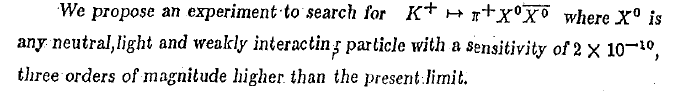 We propose an experiment to search for K⁺ ↦ π⁺X⁰X̅⁰ where X⁰ is
any neutral, light and weakly interacting particle with a sensitivity of 2 × 10⁻¹⁰,
three orders of magnitude higher than the present limit.